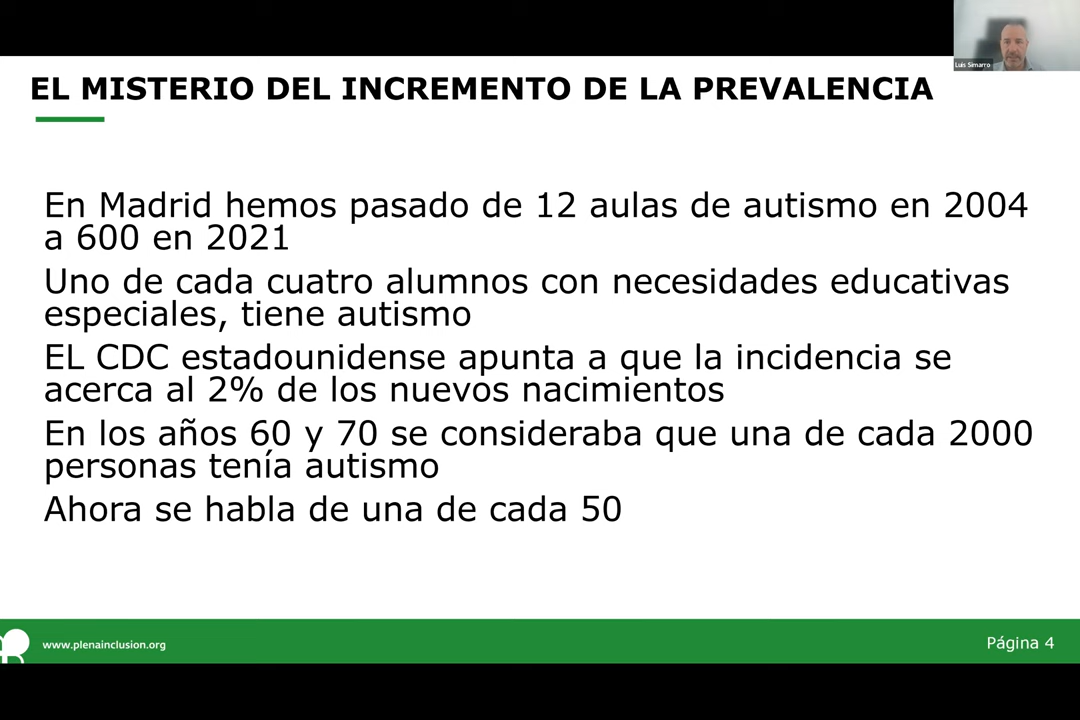 Luis Simarro
EL MISTERIO DEL INCREMENTO DE LA PREVALENCIA
En Madrid hemos pasado de 12 aulas de autismo en 2004
a 600 en 2021
Uno de cada cuatro alumnos con necesidades educativas
especiales, tiene autismo
EL CDC estadounidense apunta a que la incidencia se
acerca al 2% de los nuevos nacimientos
En los años 60 y 70 se consideraba que una de cada 2000
personas tenía autismo
Ahora se habla de una de cada 50
www.plenainclusion.org
Página 4